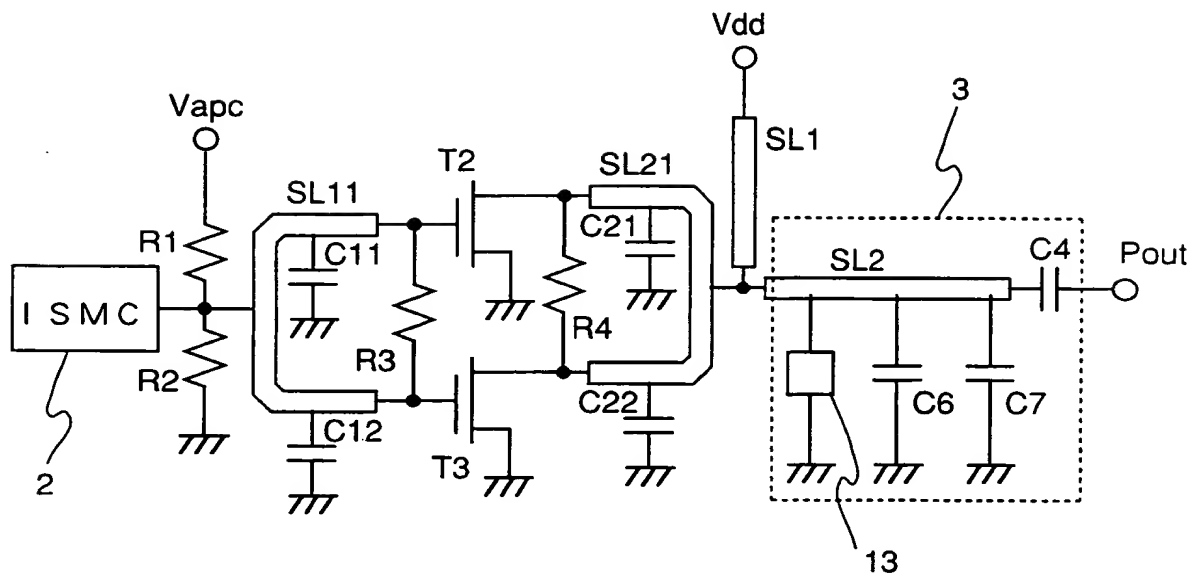 Vdd
3
Vapc
SL1
T2
SL21
SL11
C21
R1
C11
SL2
C4
Pout
I S M C
R4
R3
R2
C22
C6
C7
C12
T3
2
13